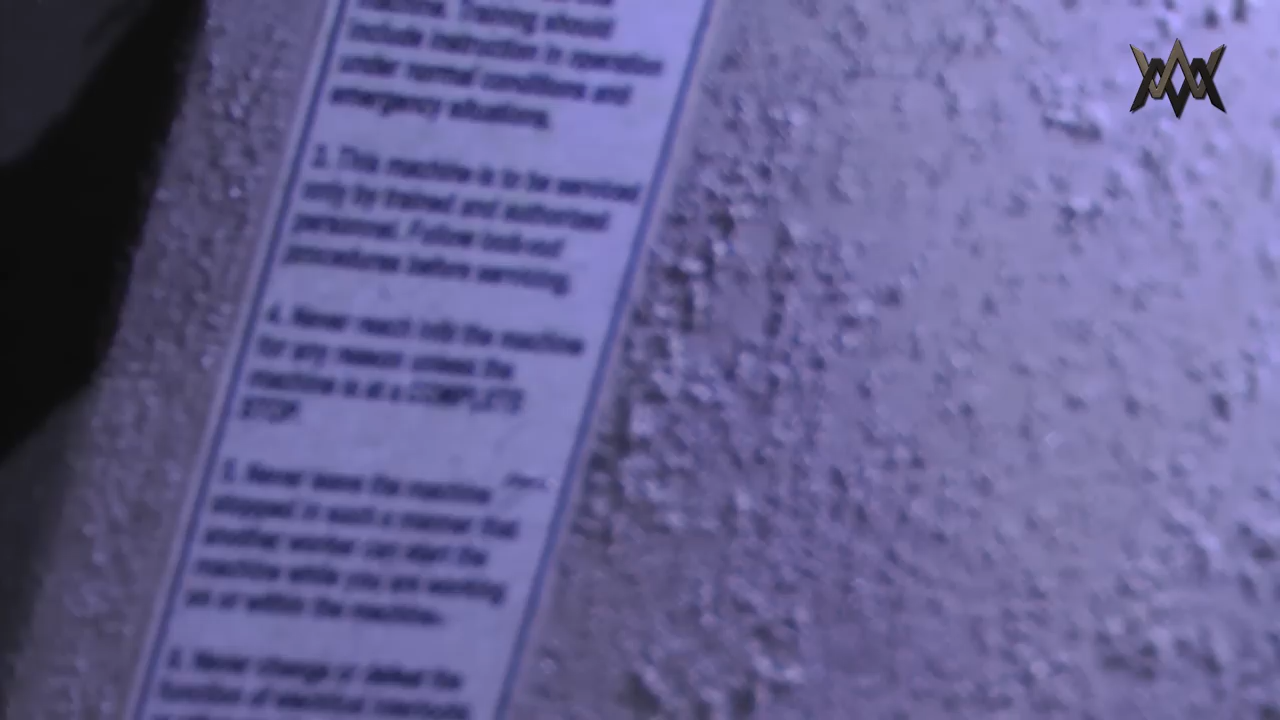 machine. Training should
include instruction in operation
under normal conditions and
emergency situations.
3. This machine is to be serviced
only by trained and authorized
personnel. Follow lock-out
procedures before servicing.
4. Never reach into the machine
for any reason unless the
machine is at a COMPLETE
STOP.
5. Never leave the machine
stopped in such a manner that
another worker can start the
machine while you are working
on or within the machine.
6. Never change or defeat the
function of electrical interlocks